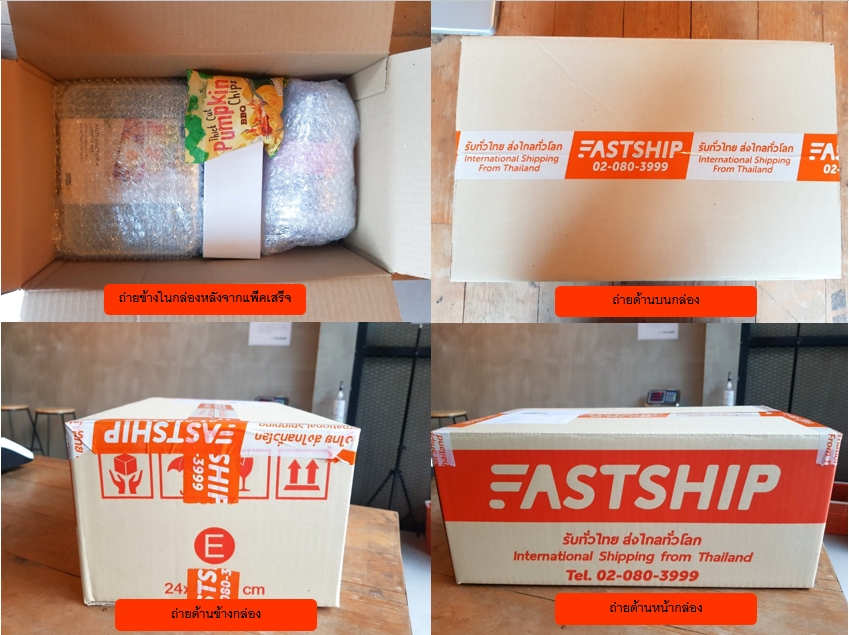 Thick Cut
Pumpkin
Chips
BBQ
ถ่ายข้างในกล่องหลังจากแพ็คเสร็จ
รับทั่วไทย ส่งไกลทั่วโลก
International Shipping
From Thailand
FASTSHIP
02-080-3999
รับทั่วไทย ส่งไกลทั่วโลก
International Shipping
From Thailand
FAS
02-
ถ่ายด้านบนกล่อง
FASTSHIP
FASTSHIP
national Shipping
-3999
E
24x
cm
ถ่ายด้านข้างกล่อง
FASTSHIP
รับทั่วไทย ส่งไกลทั่วโลก
International Shipping from Thailand
Tel. 02-080-3999
ถ่ายด้านหน้ากล่อง